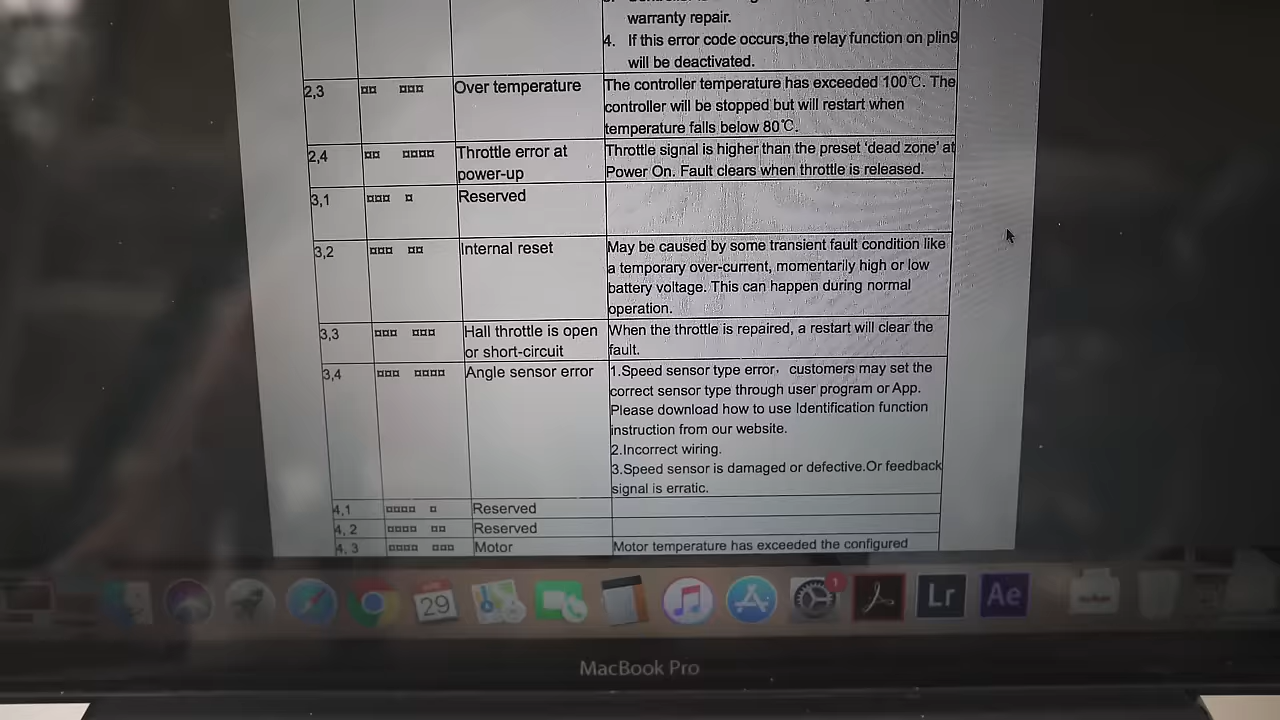 warranty repair.
4. If this error code occurs,the relay function on plin9
will be deactivated.
2,3 ¤¤ ¤¤¤ Over temperature The controller temperature has exceeded 100℃. The
controller will be stopped but will restart when
temperature falls below 80℃.
2,4 ¤¤ ¤¤¤¤ Throttle error at Throttle signal is higher than the preset 'dead zone' at
power-up Power On. Fault clears when throttle is released.
3,1 ¤¤¤ ¤ Reserved
3,2 ¤¤¤ ¤¤ Internal reset May be caused by some transient fault condition like
a temporary over-current, momentarily high or low
battery voltage. This can happen during normal
operation.
3,3 ¤¤¤ ¤¤¤ Hall throttle is open When the throttle is repaired, a restart will clear the
or short-circuit fault.
3,4 ¤¤¤ ¤¤¤¤ Angle sensor error 1.Speed sensor type error, customers may set the
correct sensor type through user program or App.
Please download how to use Identification function
instruction from our website.
2.Incorrect wiring.
3.Speed sensor is damaged or defective.Or feedback
signal is erratic.
4,1 ¤¤¤¤ ¤ Reserved
4, 2 ¤¤¤¤ ¤¤ Reserved
4, 3 ¤¤¤¤ ¤¤¤ Motor Motor temperature has exceeded the configured
29
1
Lr
Ae
MacBook Pro